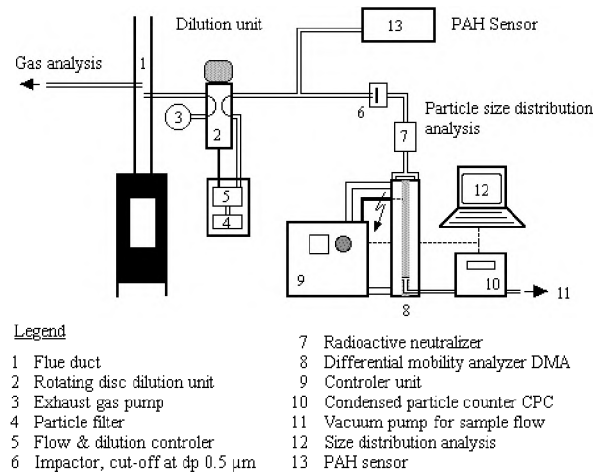 Dilution unit
13
PAH Sensor
Gas analysis
1
3
2
6
Particle size distribution
analysis
7
5
4
12
9
10
11
8
Legend
1 Flue duct
2 Rotating disc dilution unit
3 Exhaust gas pump
4 Particle filter
5 Flow & dilution controler
6 Impactor, cut-off at dp 0.5 μm
7 Radioactive neutralizer
8 Differential mobility analyzer DMA
9 Controler unit
10 Condensed particle counter CPC
11 Vacuum pump for sample flow
12 Size distribution analysis
13 PAH sensor